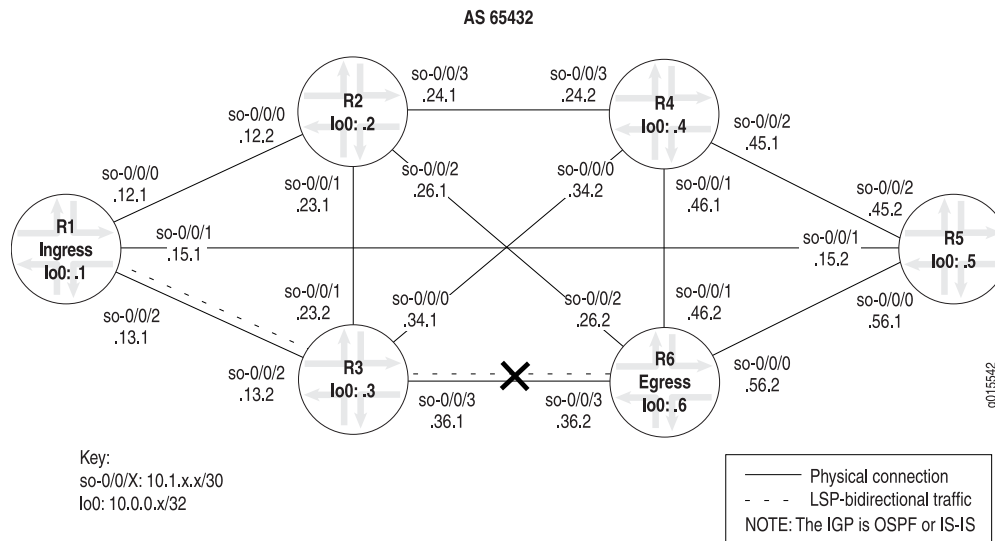 AS 65432
R2
lo0: .2
so-0/0/3
.24.1
so-0/0/3
.24.2
R4
lo0: .4
so-0/0/0
.12.2
so-0/0/2
.26.1
so-0/0/0
.34.2
so-0/0/2
.45.1
so-0/0/0
.12.1
so-0/0/1
.23.1
so-0/0/1
.46.1
so-0/0/2
.45.2
R1
Ingress
lo0: .1
so-0/0/1
.15.1
so-0/0/1
.15.2
R5
lo0: .5
so-0/0/2
.13.1
so-0/0/1
.23.2
so-0/0/0
.34.1
so-0/0/2
.26.2
so-0/0/1
.46.2
so-0/0/0
.56.1
so-0/0/2
.13.2
R3
lo0: .3
so-0/0/3
.36.1
so-0/0/3
.36.2
R6
Egress
lo0: .6
so-0/0/0
.56.2
g015542
Key:
so-0/0/X: 10.1.x.x/30
lo0: 10.0.0.x/32
Physical connection
LSP-bidirectional traffic
NOTE: The IGP is OSPF or IS-IS